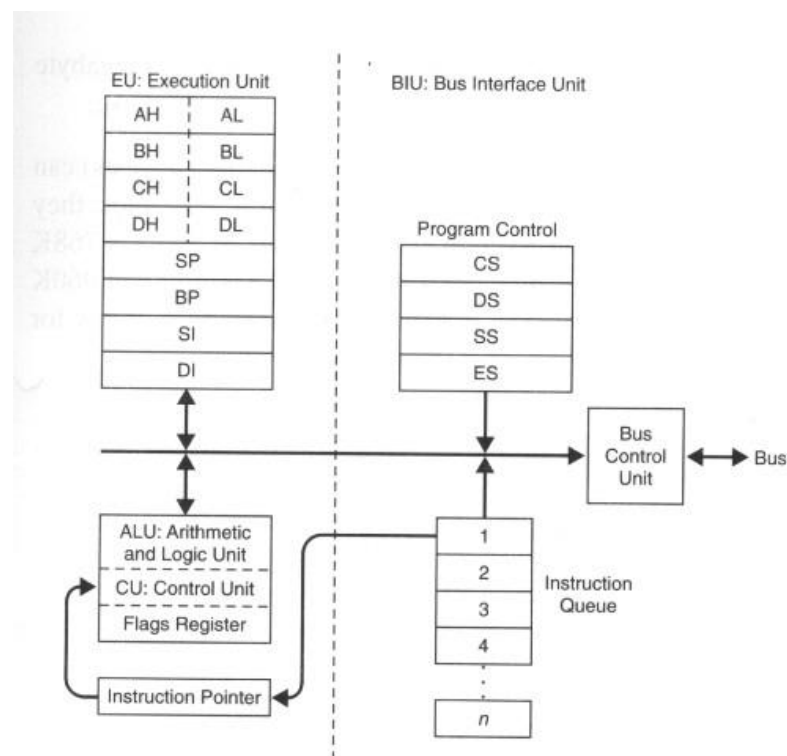 EU: Execution Unit
AH AL
BH BL
CH CL
DH DL
SP
BP
SI
DI
ALU: Arithmetic
and Logic Unit
CU: Control Unit
Flags Register
Instruction Pointer
BIU: Bus Interface Unit
Program Control
CS
DS
SS
ES
Bus
Control
Unit
Bus
1
2
3
4
n
Instruction
Queue